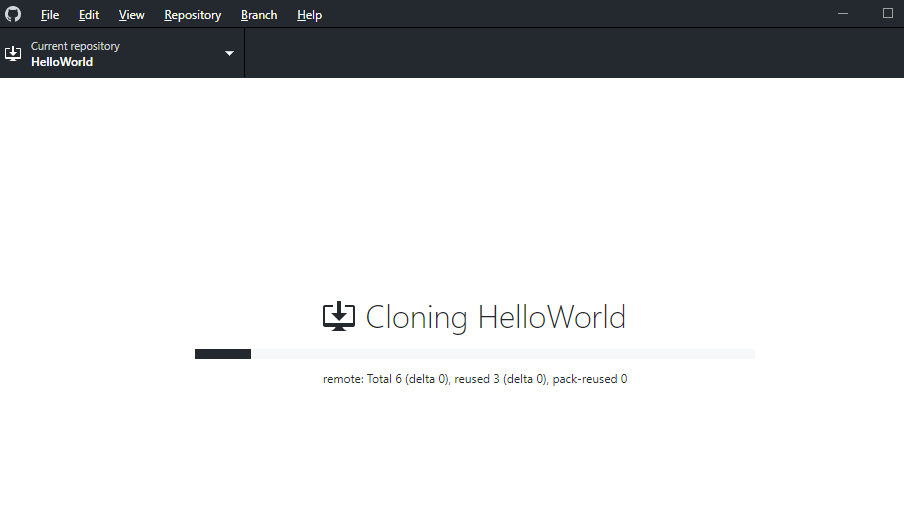 File Edit View Repository Branch Help
Current repository
HelloWorld
Cloning HelloWorld
remote: Total 6 (delta 0), reused 3 (delta 0), pack-reused 0